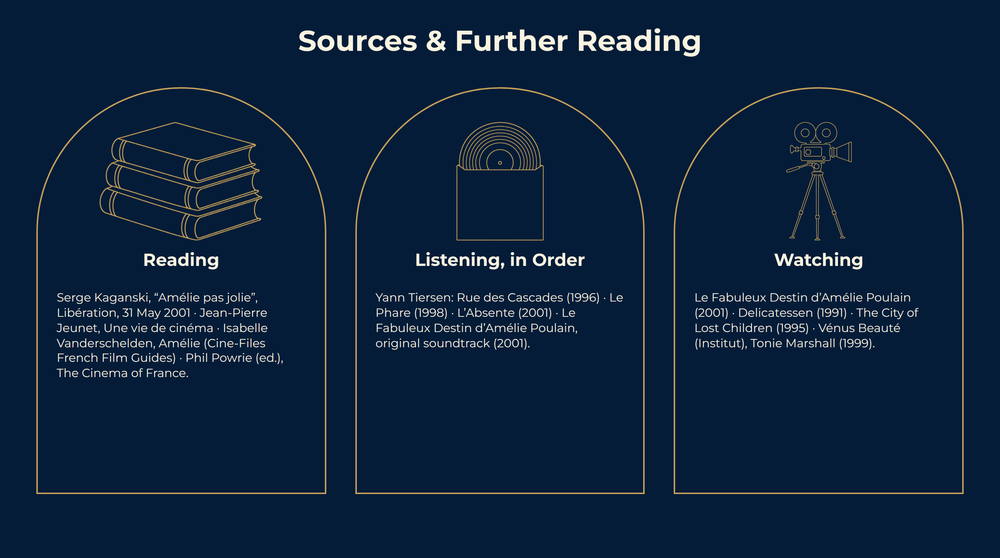 Sources & Further Reading
Reading
Serge Kaganski, “Amélie pas jolie”,
Libération, 31 May 2001 · Jean-Pierre
Jeunet, Une vie de cinéma · Isabelle
Vanderschelden, Amélie (Cine-Files
French Film Guides) · Phil Powrie (ed.),
The Cinema of France.
Listening, in Order
Yann Tiersen: Rue des Cascades (1996) · Le
Phare (1998) · L’Absente (2001) · Le
Fabuleux Destin d’Amélie Poulain,
original soundtrack (2001).
Watching
Le Fabuleux Destin d’Amélie Poulain
(2001) · Delicatessen (1991) · The City of
Lost Children (1995) · Vénus Beauté
(Institut), Tonie Marshall (1999).